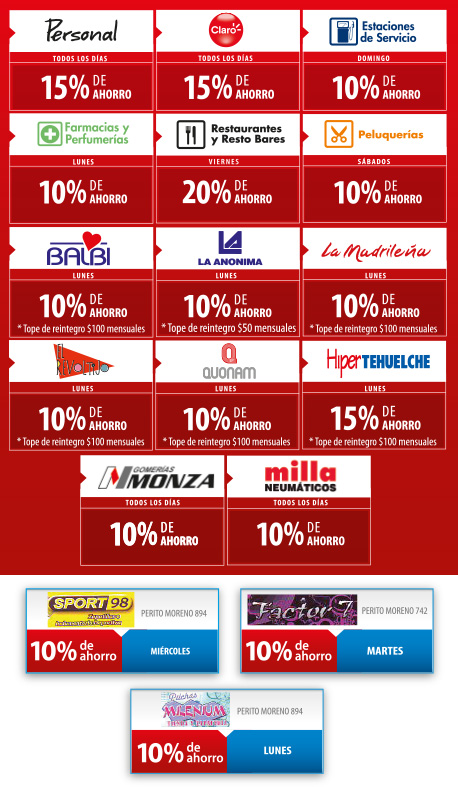 Personal
TODOS LOS DÍAS
15% DE AHORRO
Claro
TODOS LOS DÍAS
15% DE AHORRO
Estaciones
de Servicio
DOMINGO
10% DE AHORRO
Farmacias y
Perfumerías
LUNES
10% DE AHORRO
Restaurantes
y Resto Bares
VIERNES
20% DE AHORRO
Peluquerías
SÁBADOS
10% DE AHORRO
BALBI
LUNES
10% DE AHORRO
* Tope de reintegro $100 mensuales
LA ANONIMA
LUNES
10% DE AHORRO
* Tope de reintegro $50 mensuales
La Madrileña
LUNES
10% DE AHORRO
* Tope de reintegro $100 mensuales
EL REVOLTIJO
LUNES
10% DE AHORRO
* Tope de reintegro $100 mensuales
QUONAM
LUNES
10% DE AHORRO
* Tope de reintegro $100 mensuales
HIPERTEHUELCHE
LUNES
15% DE AHORRO
* Tope de reintegro $100 mensuales
GOMERÍAS
MONZA
TODOS LOS DÍAS
10% DE AHORRO
milla
NEUMÁTICOS
TODOS LOS DÍAS
10% DE AHORRO
SPORT 98
PERITO MORENO 894
10% de ahorro
MIÉRCOLES
Factor 7
PERITO MORENO 742
10% de ahorro
MARTES
MILENIUM
PERITO MORENO 894
10% de ahorro
LUNES